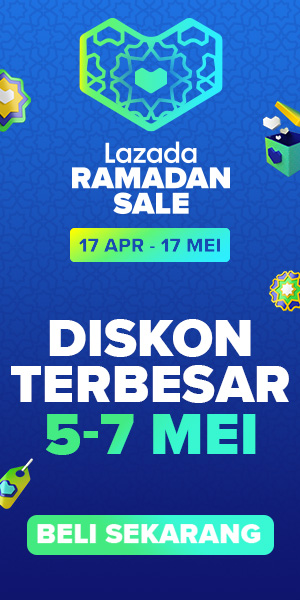 Lazada
RAMADAN
SALE
17 APR - 17 MEI
DISKON
TERBESAR
5-7 MEI
BELI SEKARANG